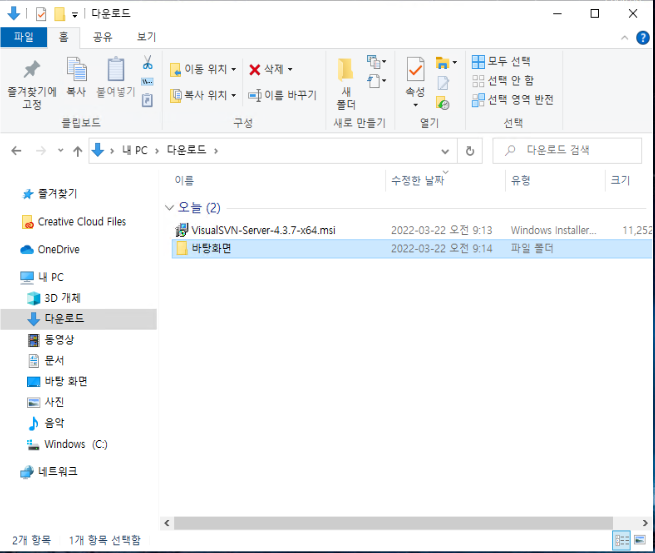 다운로드
파일 홈 공유 보기
즐겨찾기에 고정
복사
붙여넣기
클립보드
이동 위치
복사 위치
삭제
이름 바꾸기
구성
새 폴더
새로 만들기
속성
열기
모두 선택
선택 안 함
선택 영역 반전
선택
내 PC > 다운로드 >
다운로드 검색
이름 수정한 날짜 유형 크기
오늘 (2)
VisualSVN-Server-4.3.7-x64.msi 2022-03-22 오전 9:13 Windows Installer... 11,252
바탕화면 2022-03-22 오전 9:14 파일 폴더
즐겨찾기
Creative Cloud Files
OneDrive
내 PC
3D 개체
다운로드
동영상
문서
바탕 화면
사진
음악
Windows (C:)
네트워크
2개 항목 1개 항목 선택함